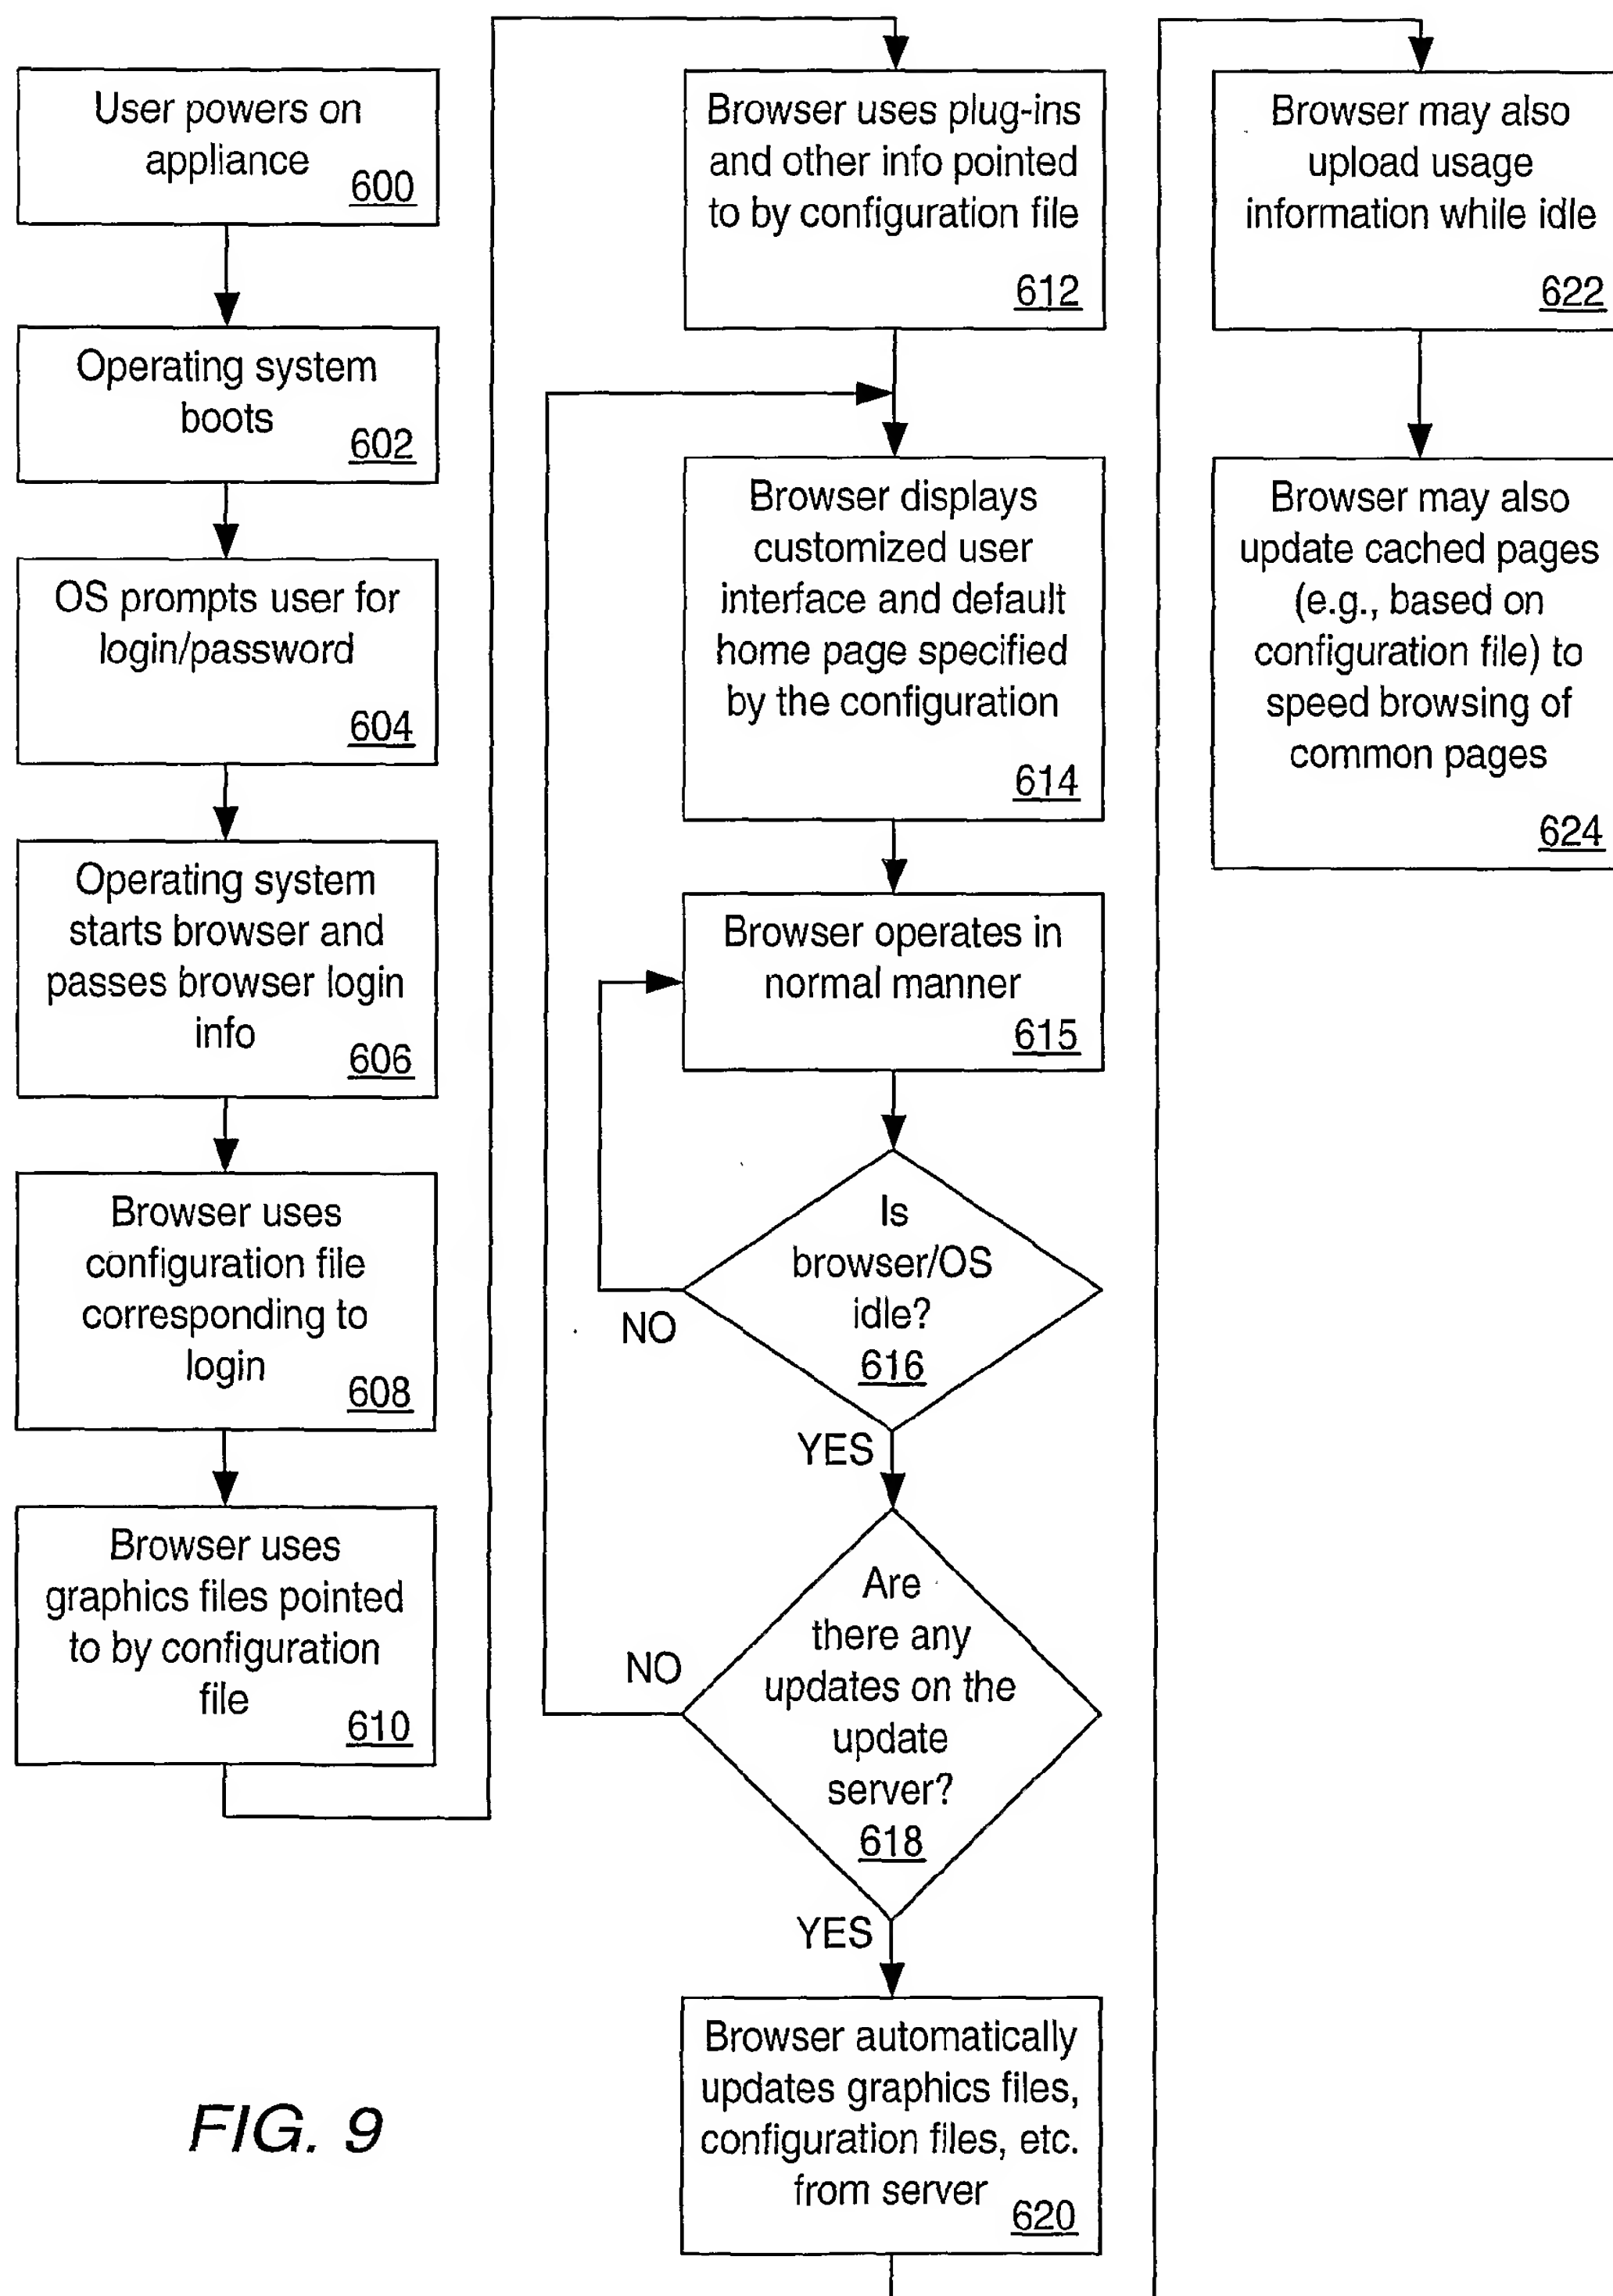 User powers on
appliance
600
Operating system
boots
602
OS prompts user for
login/password
604
Operating system
starts browser and
passes browser login
info
606
Browser uses
configuration file
corresponding to
login
608
Browser uses
graphics files pointed
to by configuration
file
610
Browser uses plug-ins
and other info pointed
to by configuration file
612
Browser displays
customized user
interface and default
home page specified
by the configuration
614
Browser operates in
normal manner
615
Is
browser/OS
idle?
616
NO
YES
Are
there any
updates on the
update
server?
618
NO
YES
Browser automatically
updates graphics files,
configuration files, etc.
from server
620
Browser may also
upload usage
information while idle
622
Browser may also
update cached pages
(e.g., based on
configuration file) to
speed browsing of
common pages
624
FIG. 9